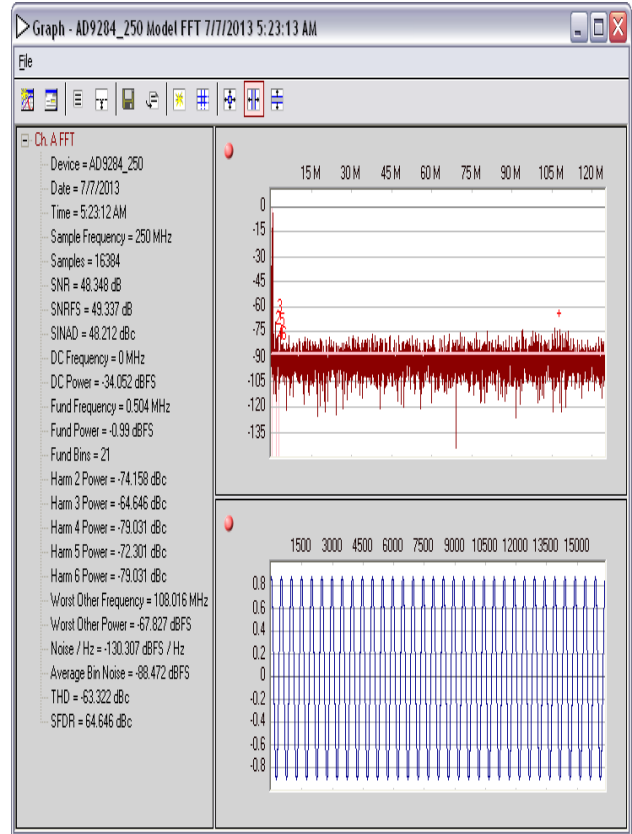 Graph - AD9284_250 Model FFT 7/7/2013 5:23:13 AM
File
Ch. A FFT
Device = AD9284_250
Date = 7/7/2013
Time = 5:23:12 AM
Sample Frequency = 250 MHz
Samples = 16384
SNR = 48.348 dB
SNRFS = 49.337 dB
SINAD = 48.212 dBc
DC Frequency = 0 MHz
DC Power = -34.052 dBFS
Fund Frequency = 0.504 MHz
Fund Power = -0.99 dBFS
Fund Bins = 21
Harm 2 Power = -74.158 dBc
Harm 3 Power = -64.646 dBc
Harm 4 Power = -79.031 dBc
Harm 5 Power = -72.301 dBc
Harm 6 Power = -79.031 dBc
Worst Other Frequency = 108.016 MHz
Worst Other Power = -67.827 dBFS
Noise / Hz = -130.307 dBFS / Hz
Average Bin Noise = -88.472 dBFS
THD = -63.322 dBc
SFDR = 64.646 dBc
15 M 30 M 45 M 60 M 75 M 90 M 105 M 120 M
0
-15
-30
-45
-60
-75
-90
-105
-120
-135
3
2
+
1500 3000 4500 6000 7500 9000 10500 12000 13500 15000
0.8
0.6
0.4
0.2
0
-0.2
-0.4
-0.6
-0.8